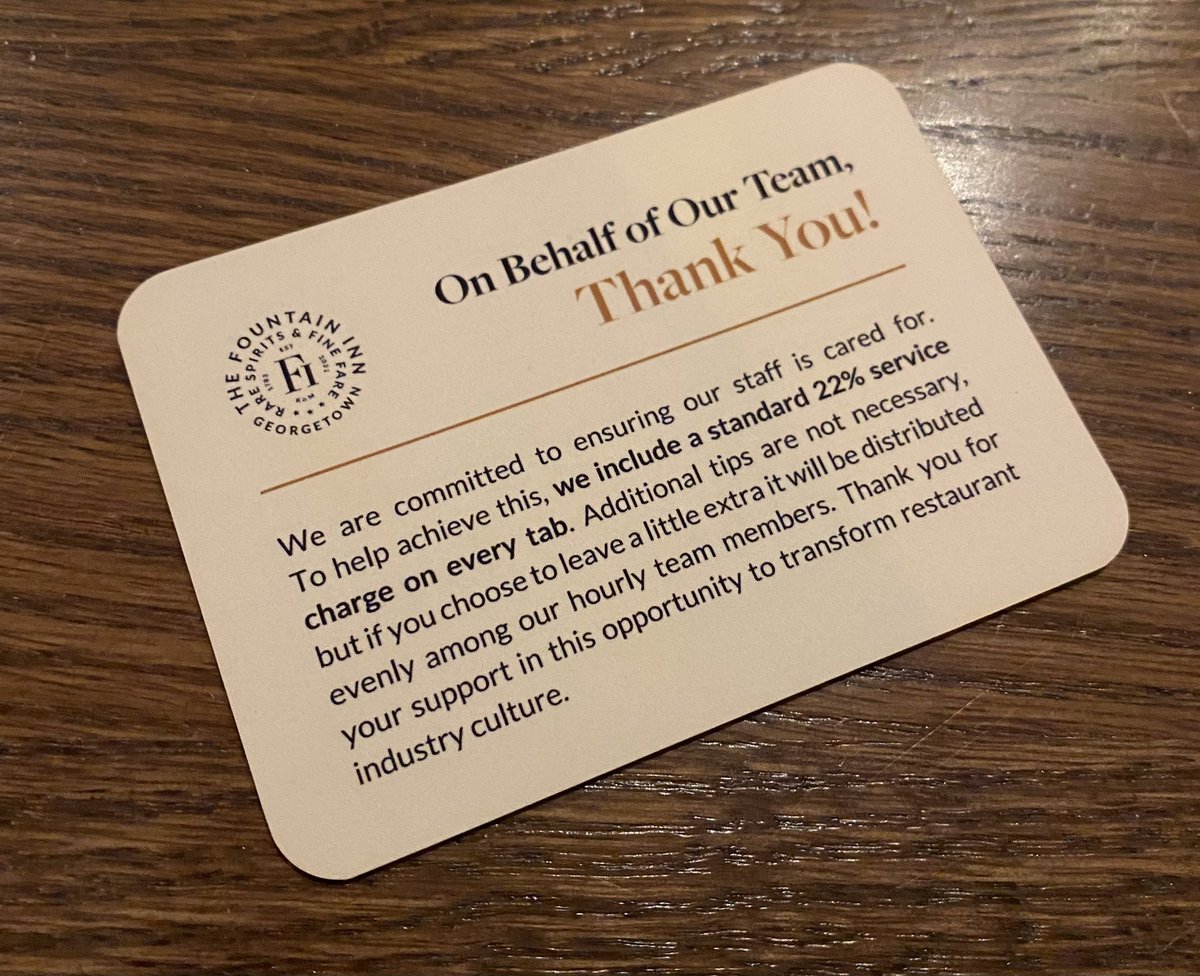 On Behalf of Our Team,
Thank You!
THE FOUNTAIN INN
RARE SPIRITS & FINE FARE
EST
1783
FI
2021
K&M
GEORGETOWN
We are committed to ensuring our staff is cared for.
To help achieve this, we include a standard 22% service
charge on every tab. Additional tips are not necessary,
but if you choose to leave a little extra it will be distributed
evenly among our hourly team members. Thank you for
your support in this opportunity to transform restaurant
industry culture.